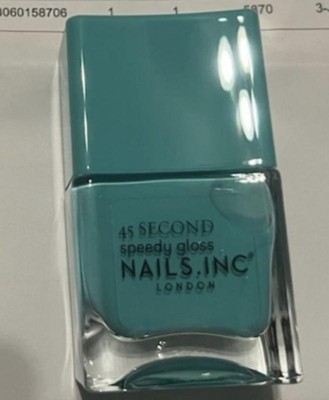 4060158706 1 1 5870 3-
45 SECOND
speedy gloss
NAILS.INC
LONDON